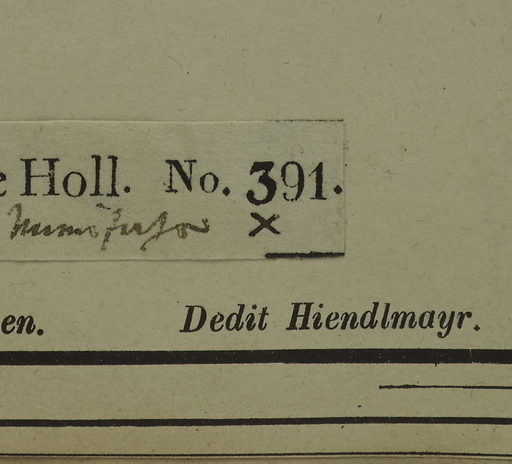 e Holl. No. 391.
×
en. Dedit Hiendlmayr.